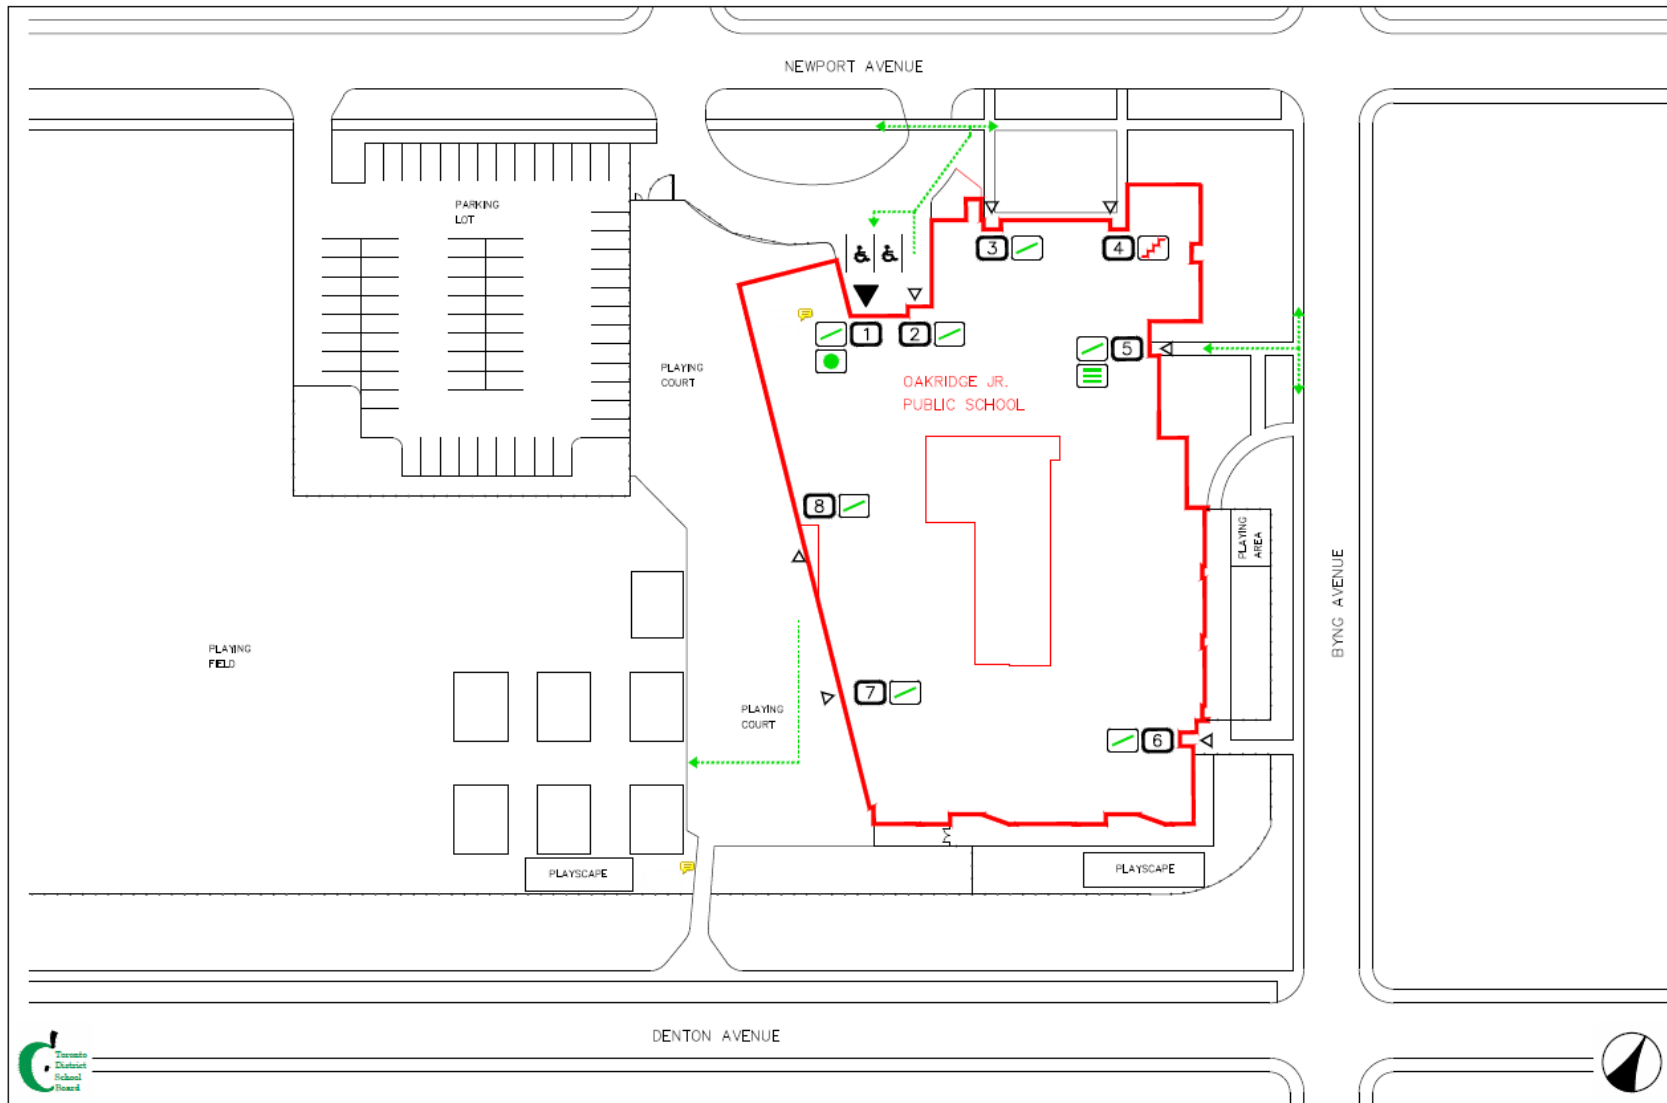 NEWPORT AVENUE
PARKING
LOT
3
4
1
2
5
PLAYING
COURT
OAKRIDGE JR.
PUBLIC SCHOOL
8
PLAYING
AREA
BYNG AVENUE
PLAYING
FIELD
7
PLAYING
COURT
6
PLAYSCAPE
PLAYSCAPE
DENTON AVENUE
Toronto
District
School
Board